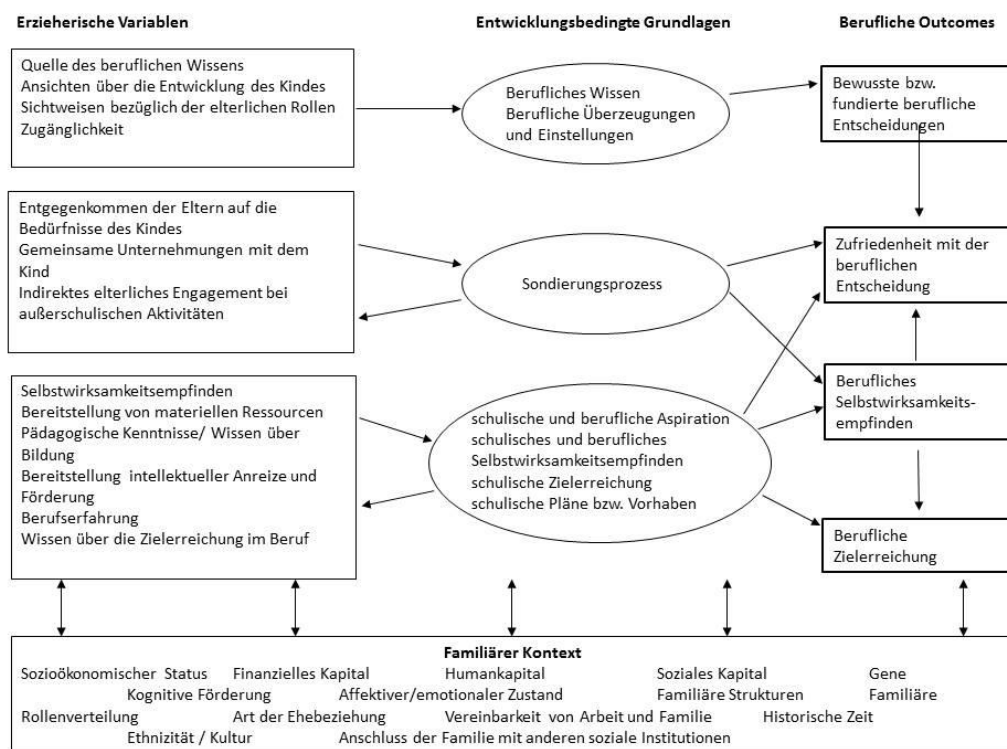 Erzieherische Variablen
Entwicklungsbedingte Grundlagen
Berufliche Outcomes
Quelle des beruflichen Wissens
Ansichten über die Entwicklung des Kindes
Sichtweisen bezüglich der elterlichen Rollen
Zugänglichkeit
Berufliches Wissen
Berufliche Überzeugungen
und Einstellungen
Bewusste bzw.
fundierte berufliche
Entscheidungen
Entgegenkommen der Eltern auf die
Bedürfnisse des Kindes
Gemeinsame Unternehmungen mit dem
Kind
Indirektes elterliches Engagement bei
außerschulischen Aktivitäten
Sondierungsprozess
Zufriedenheit mit der
beruflichen
Entscheidung
Selbstwirksamkeitsempfinden
Bereitstellung von materiellen Ressourcen
Pädagogische Kenntnisse/ Wissen über
Bildung
Bereitstellung intellektueller Anreize und
Förderung
Berufserfahrung
Wissen über die Zielerreichung im Beruf
schulische und berufliche Aspiration
schulisches und berufliches
Selbstwirksamkeitsempfinden
schulische Zielerreichung
schulische Pläne bzw. Vorhaben
Berufliches
Selbstwirksamkeits-
empfinden
Berufliche
Zielerreichung
Familiärer Kontext
Sozioökonomischer Status Finanzielles Kapital Humankapital Soziales Kapital Gene
Kognitive Förderung Affektiver/emotionaler Zustand Familiäre Strukturen Familiäre
Rollenverteilung Art der Ehebeziehung Vereinbarkeit von Arbeit und Familie Historische Zeit
Ethnizität / Kultur Anschluss der Familie mit anderen soziale Institutionen